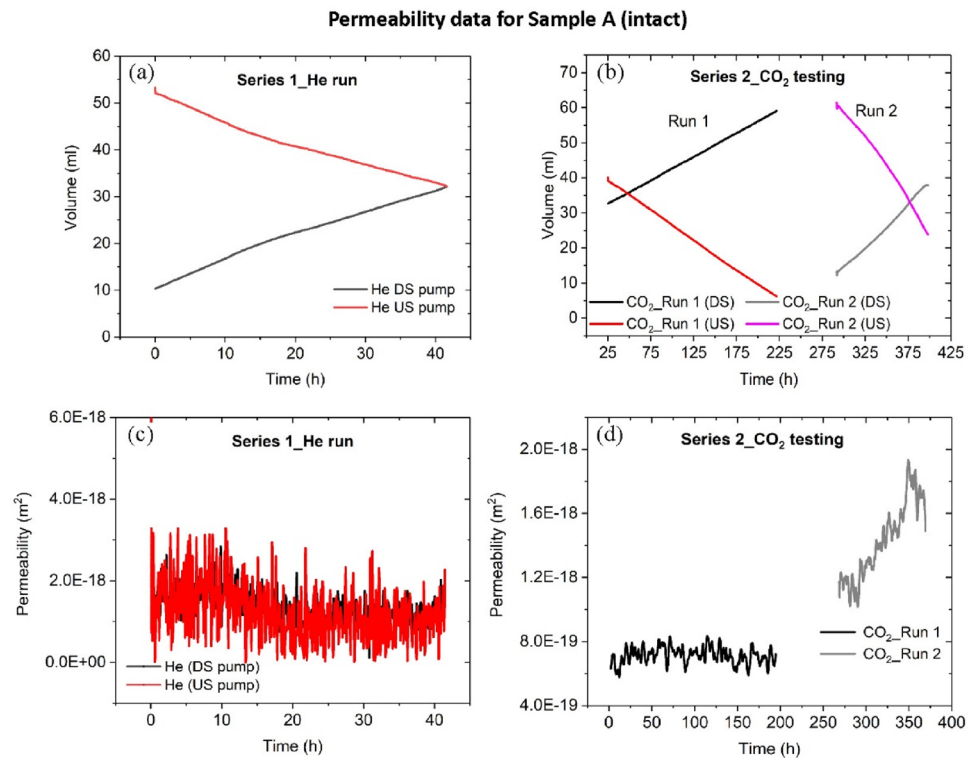 Permeability data for Sample A (intact)
(a)
Series 1_He run
60
50
40
30
20
10
0
Volume (ml)
He DS pump
He US pump
0 10 20 30 40
Time (h)
(b)
Series 2_CO₂ testing
70
60
50
40
30
20
10
0
Volume (ml)
Run 1
Run 2
CO₂_Run 1 (DS) CO₂_Run 2 (DS)
CO₂_Run 1 (US) CO₂_Run 2 (US)
25 75 125 175 225 275 325 375 425
Time (h)
(c)
Series 1_He run
6.0E-18
4.0E-18
2.0E-18
0.0E+00
Permeability (m²)
He (DS pump)
He (US pump)
0 10 20 30 40
Time (h)
(d)
Series 2_CO₂ testing
2.0E-18
1.6E-18
1.2E-18
8.0E-19
4.0E-19
Permeability (m²)
CO₂_Run 1
CO₂_Run 2
0 50 100 150 200 250 300 350 400
Time (h)